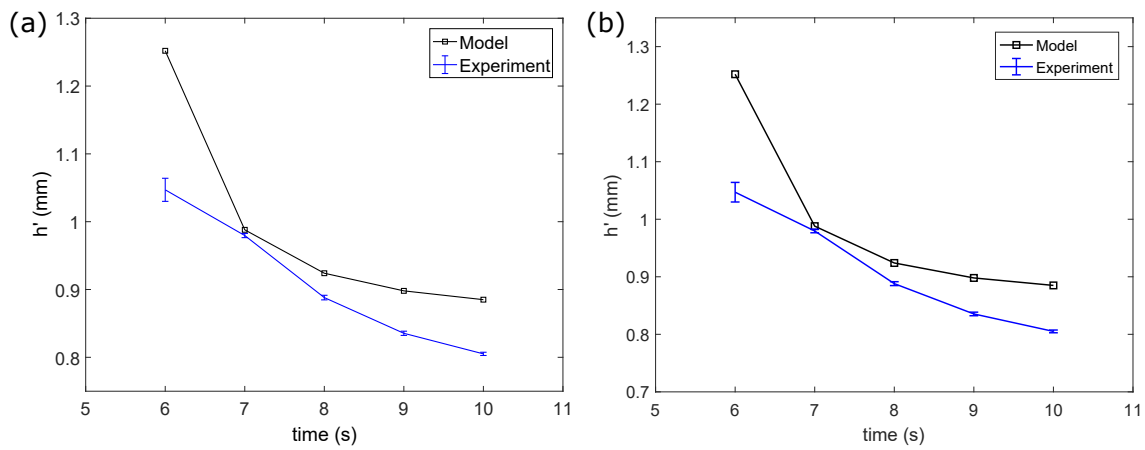 (a)
1.3
1.2
1.1
1
0.9
0.8
h' (mm)
5 6 7 8 9 10 11
time (s)
Model
Experiment
(b)
1.3
1.2
1.1
1
0.9
0.8
0.7
h' (mm)
5 6 7 8 9 10 11
time (s)
Model
Experiment